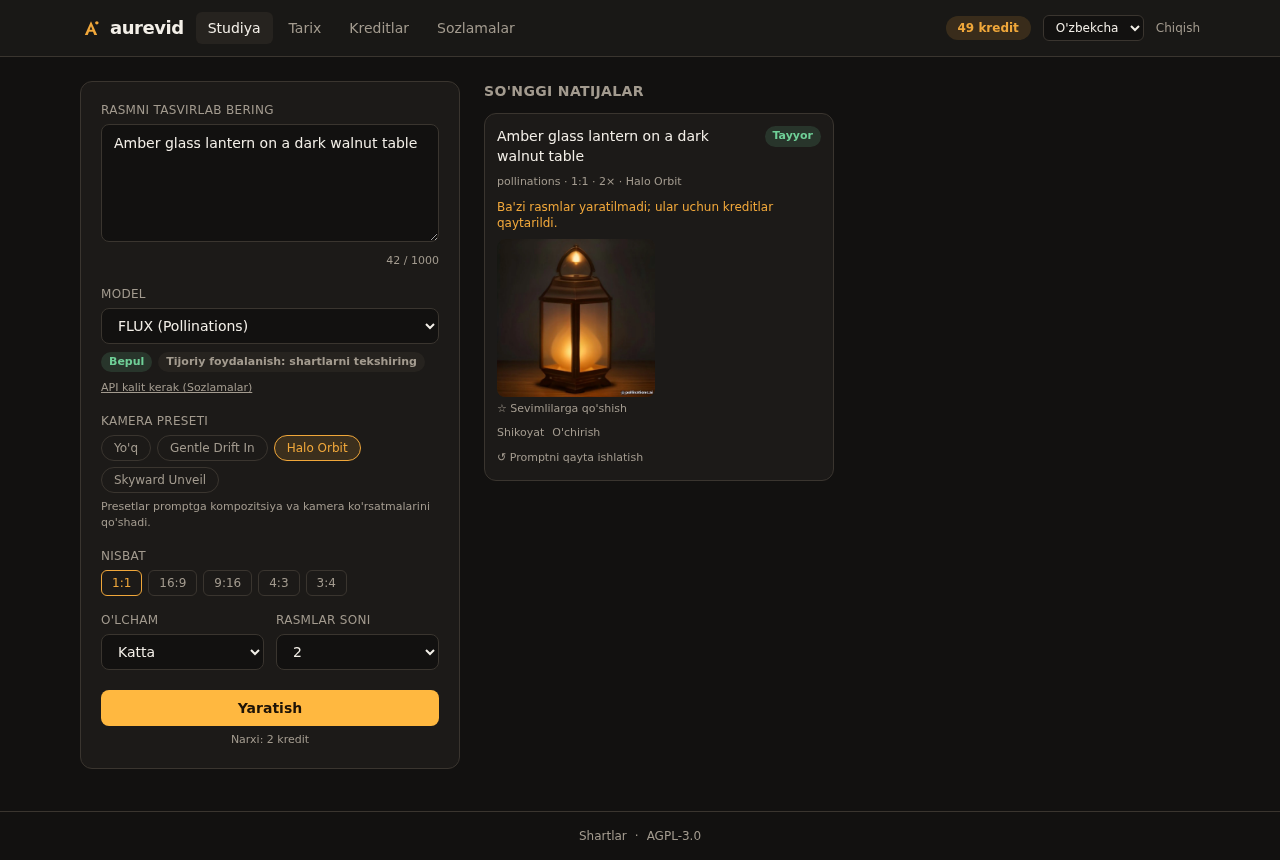 aurevid
Studiya
Tarix
Kreditlar
Sozlamalar
49 kredit
O'zbekcha
Chiqish
RASMNI TASVIRLAB BERING
Amber glass lantern on a dark walnut table
42 / 1000
MODEL
FLUX (Pollinations)
Bepul
Tijoriy foydalanish: shartlarni tekshiring
API kalit kerak (Sozlamalar)
KAMERA PRESETI
Yo'q
Gentle Drift In
Halo Orbit
Skyward Unveil
Presetlar promptga kompozitsiya va kamera ko'rsatmalarini
qo'shadi.
NISBAT
1:1
16:9
9:16
4:3
3:4
O'LCHAM
RASMLAR SONI
Katta
2
Yaratish
Narxi: 2 kredit
SO'NGGI NATIJALAR
Amber glass lantern on a dark
walnut table
Tayyor
pollinations · 1:1 · 2× · Halo Orbit
Ba'zi rasmlar yaratilmadi; ular uchun kreditlar
qaytarildi.
☆ Sevimlilarga qo'shish
Shikoyat O'chirish
↺ Promptni qayta ishlatish
Shartlar · AGPL-3.0